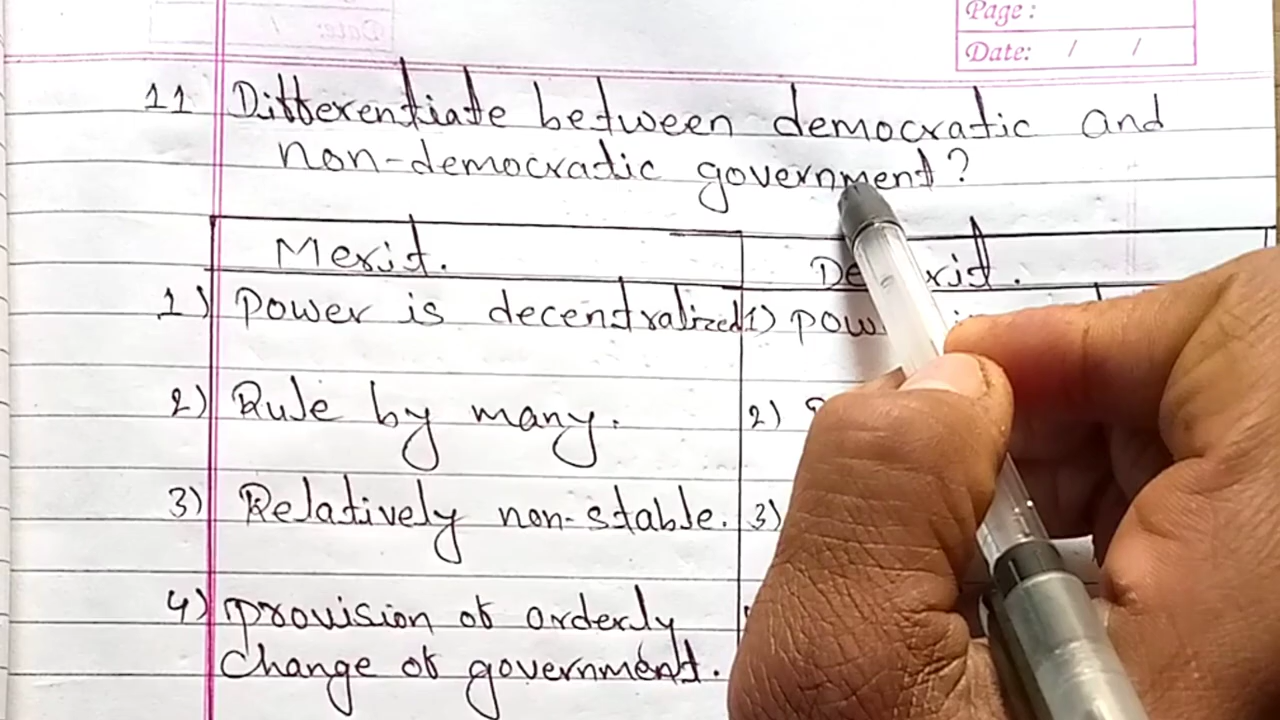 Page :
Date: / /
11 Differentiate between democratic and
non-democratic government?
Merit.
1) Power is decentralized
1)
2) Rule by many.
2)
3) Relatively non-stable.
3)
4) provision of orderly
change of government.